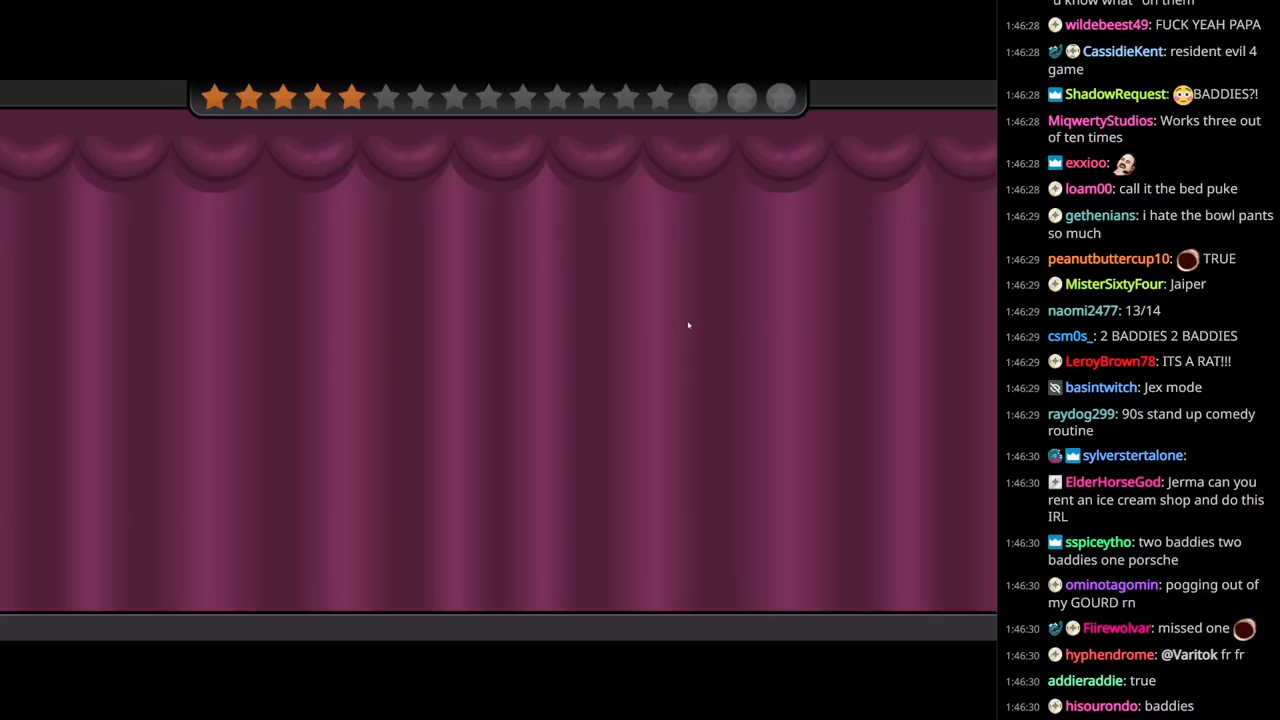 "u know what" on them
1:46:28 wildebeest49: FUCK YEAH PAPA
1:46:28 CassidieKent: resident evil 4
game
1:46:28 ShadowRequest: BADDIES?!
MiqwertyStudios: Works three out
1:46:28
of ten times
1:46:28 exxioo:
1:46:28 loam00: call it the bed puke
1:46:29 gethenians: i hate the bowl pants
so much
1:46:29 peanutbuttercup10: TRUE
1:46:29 MisterSixtyFour: Jaiper
1:46:29 naomi2477: 13/14
1:46:29 csm0s_: 2 BADDIES 2 BADDIES
1:46:29 LeroyBrown78: ITS A RAT!!!
1:46:29 basintwitch: Jex mode
1:46:29 raydog299: 90s stand up comedy
routine
1:46:30 sylverstertalone:
1:46:30 ElderHorseGod: Jerma can you
rent an ice cream shop and do this
IRL
1:46:30 sspiceytho: two baddies two
baddies one porsche
1:46:30 ominotagomin: pogging out of
my GOURD rn
1:46:30 Fiirewolvar: missed one
1:46:30 hyphendrome: @Varitok fr fr
1:46:30 addieraddie: true
1:46:30 hisourondo: baddies